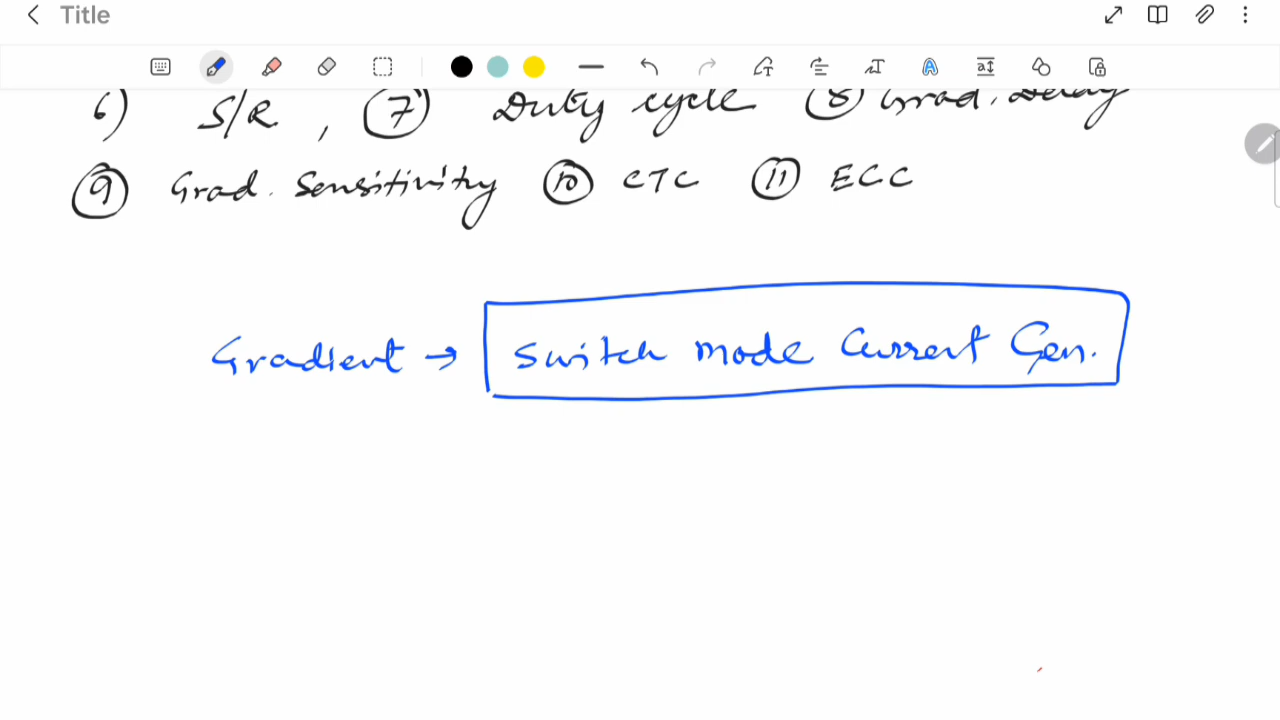 Title
6) S/R , (7) Duty cycle (8) Grad. Delay
(9) Grad. Sensitivity (10) CTC (11) ECC
Gradient → Switch mode Current Gen.